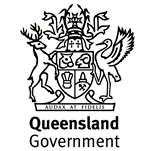 AUDAX AT FIDELIS
Queensland
Government